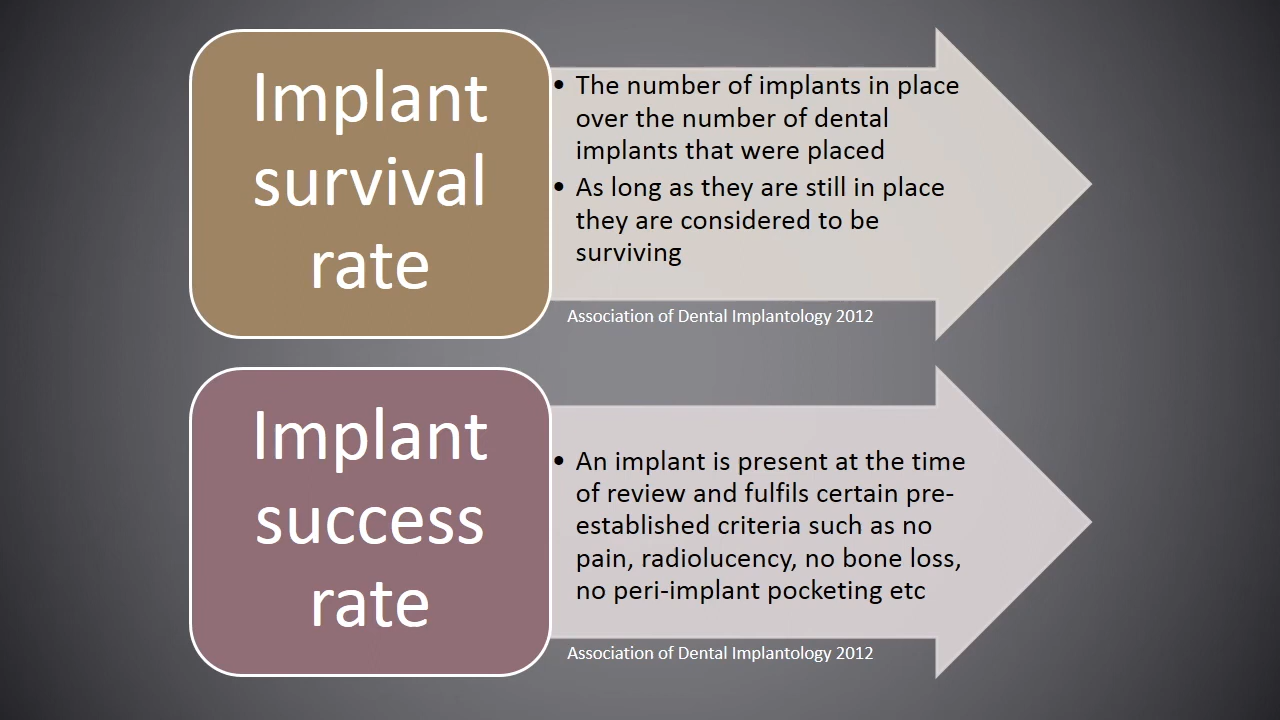 Implant
survival
rate
• The number of implants in place
over the number of dental
implants that were placed
• As long as they are still in place
they are considered to be
surviving
Association of Dental Implantology 2012
Implant
success
rate
• An implant is present at the time
of review and fulfils certain pre-
established criteria such as no
pain, radiolucency, no bone loss,
no peri-implant pocketing etc
Association of Dental Implantology 2012